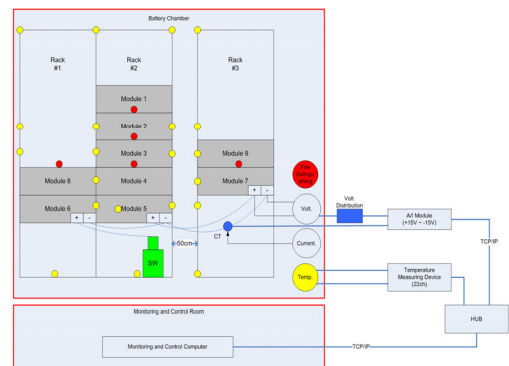 Battery Chamber
Rack
#1
Rack
#2
Rack
#3
Module 1
Module 2
Module 3
Module 9
Module 8
Module 4
Module 7
Module 6
Module 5
+ -
+ -
+ -
Fire
Volt.
Volt.
Distribution
A/I Module
(+15V ~ -15V)
CT
50cm
Current.
TCP/IP
SW
Temp.
Temperature
Measuring Device
(22ch)
HUB
Monitoring and Control Room
Monitoring and Control Computer
TCP/IP